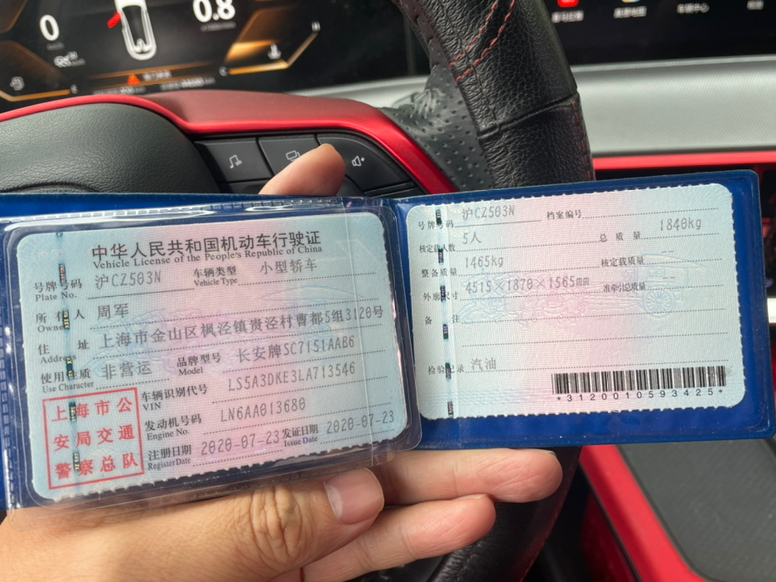 0
0.8
中华人民共和国机动车行驶证
Vehicle License of the People's Republic of China
号牌号码 沪CZ503N 车辆类型 小型轿车
Plate No. Vehicle Type
所有人 周军
Owner
住址 上海市金山区枫泾镇贵泾村曹都5组3120号
Address
使用性质 非营运 品牌型号 长安牌SC7151AAB6
Use Character Model
车辆识别代号 LS5A3DKE3LA713546
VIN
发动机号码 LN6AA013680
Engine No.
注册日期 2020-07-23 发证日期 2020-07-23
Register Date Issue Date
上海市公
安局交通
警察总队
号牌号码 沪CZ503N 档案编号
核定载人数 5人 总质量 1840kg
整备质量 1465kg 核定载质量 --
外廓尺寸 4515×1870×1565mm 准牵引总质量 --
备注
检验记录 汽油
*3120010593425*